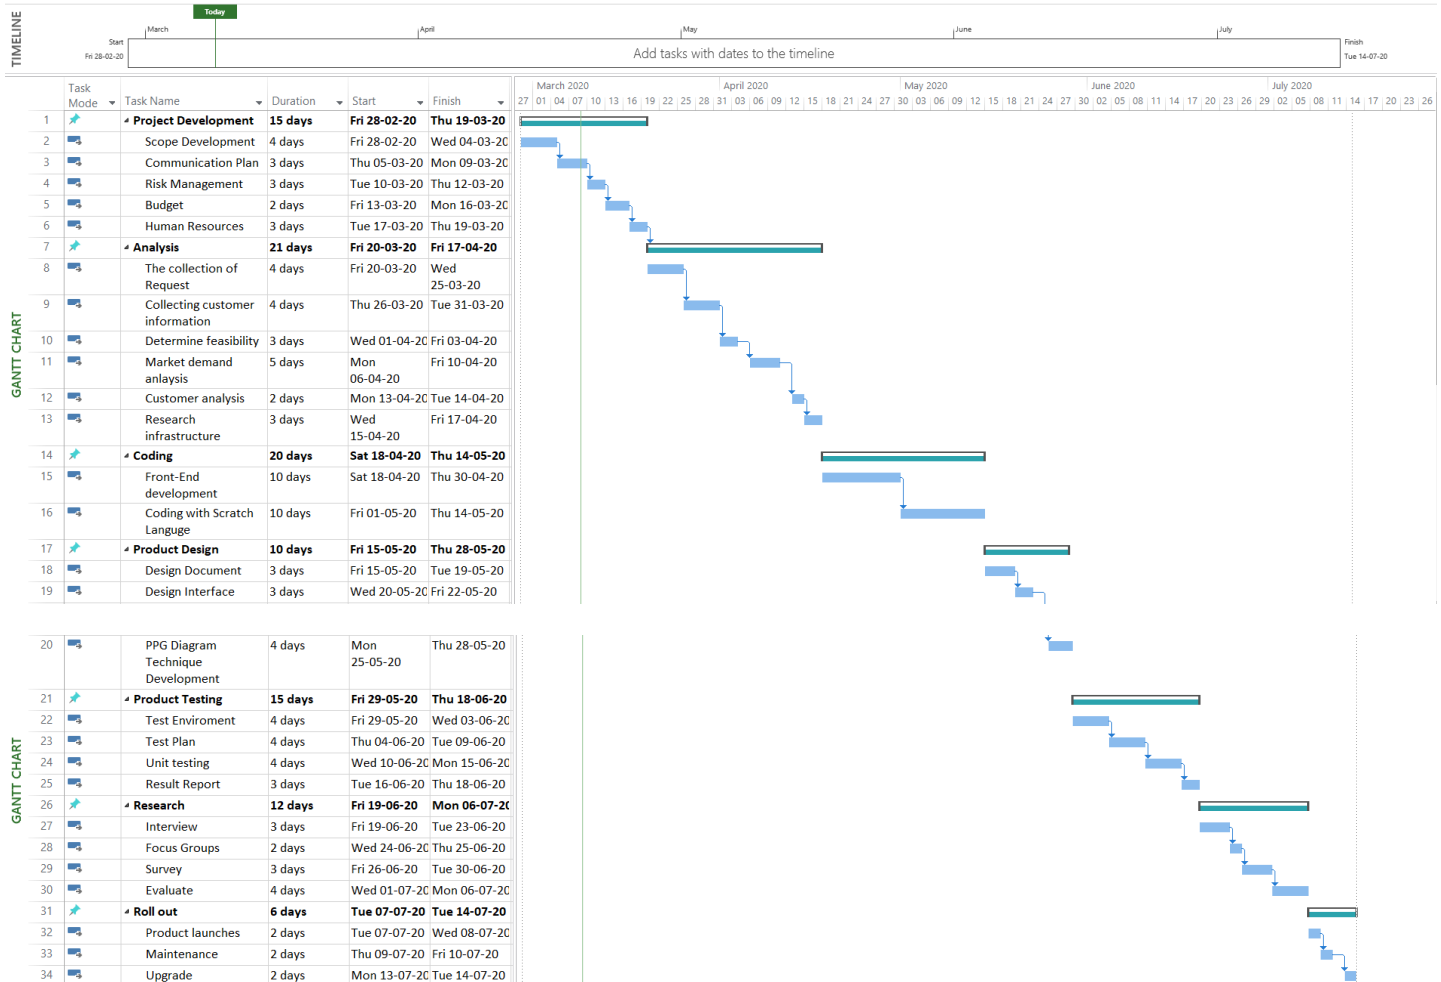 TIMELINE
Today
March April May June July
Start
Fri 28-02-20
Add tasks with dates to the timeline
Finish
Tue 14-07-20
GANTT CHART
Task Mode Task Name Duration Start Finish
March 2020 April 2020 May 2020 June 2020 July 2020
27 01 04 07 10 13 16 19 22 25 28 31 03 06 09 12 15 18 21 24 27 30 03 06 09 12 15 18 21 24 27 30 02 05 08 11 14 17 20 23 26 29 02 05 08 11 14 17 20 23 26
1 Project Development 15 days Fri 28-02-20 Thu 19-03-20
2 Scope Development 4 days Fri 28-02-20 Wed 04-03-20
3 Communication Plan 3 days Thu 05-03-20 Mon 09-03-20
4 Risk Management 3 days Tue 10-03-20 Thu 12-03-20
5 Budget 2 days Fri 13-03-20 Mon 16-03-20
6 Human Resources 3 days Tue 17-03-20 Thu 19-03-20
7 Analysis 21 days Fri 20-03-20 Fri 17-04-20
8 The collection of Request 4 days Fri 20-03-20 Wed 25-03-20
9 Collecting customer information 4 days Thu 26-03-20 Tue 31-03-20
10 Determine feasibility 3 days Wed 01-04-20 Fri 03-04-20
11 Market demand anlaysis 5 days Mon 06-04-20 Fri 10-04-20
12 Customer analysis 2 days Mon 13-04-20 Tue 14-04-20
13 Research infrastructure 3 days Wed 15-04-20 Fri 17-04-20
14 Coding 20 days Sat 18-04-20 Thu 14-05-20
15 Front-End development 10 days Sat 18-04-20 Thu 30-04-20
16 Coding with Scratch Languge 10 days Fri 01-05-20 Thu 14-05-20
17 Product Design 10 days Fri 15-05-20 Thu 28-05-20
18 Design Document 3 days Fri 15-05-20 Tue 19-05-20
19 Design Interface 3 days Wed 20-05-20 Fri 22-05-20
GANTT CHART
20 PPG Diagram Technique Development 4 days Mon 25-05-20 Thu 28-05-20
21 Product Testing 15 days Fri 29-05-20 Thu 18-06-20
22 Test Enviroment 4 days Fri 29-05-20 Wed 03-06-20
23 Test Plan 4 days Thu 04-06-20 Tue 09-06-20
24 Unit testing 4 days Wed 10-06-20 Mon 15-06-20
25 Result Report 3 days Tue 16-06-20 Thu 18-06-20
26 Research 12 days Fri 19-06-20 Mon 06-07-20
27 Interview 3 days Fri 19-06-20 Tue 23-06-20
28 Focus Groups 2 days Wed 24-06-20 Thu 25-06-20
29 Survey 3 days Fri 26-06-20 Tue 30-06-20
30 Evaluate 4 days Wed 01-07-20 Mon 06-07-20
31 Roll out 6 days Tue 07-07-20 Tue 14-07-20
32 Product launches 2 days Tue 07-07-20 Wed 08-07-20
33 Maintenance 2 days Thu 09-07-20 Fri 10-07-20
34 Upgrade 2 days Mon 13-07-20 Tue 14-07-20